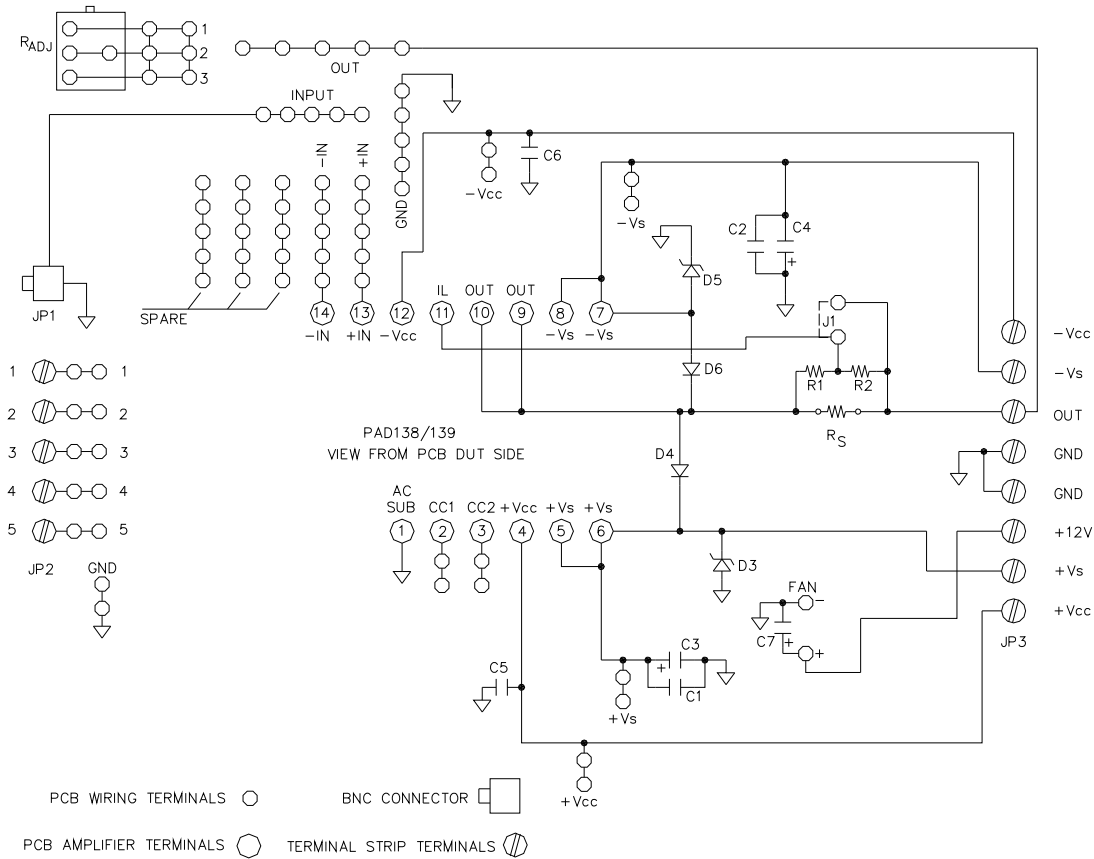 RADJ
1
2
3
OUT
INPUT
GND
-IN
+IN
-Vcc
C6
-Vs
C2
C4
+
D5
JP1
SPARE
14
13
12
11
10
9
8
7
-IN
+IN
-Vcc
IL
OUT
OUT
-Vs
-Vs
J1
D6
R1
R2
RS
-Vcc
-Vs
OUT
GND
GND
+12V
+Vs
+Vcc
JP3
1 1
2 2
3 3
4 4
5 5
JP2
GND
PAD138/139
VIEW FROM PCB DUT SIDE
D4
AC
SUB
CC1
CC2
+Vcc
+Vs
+Vs
1
2
3
4
5
6
D3
FAN
-
C7
+
+
C5
C3
+
C1
+Vs
+Vcc
PCB WIRING TERMINALS
BNC CONNECTOR
PCB AMPLIFIER TERMINALS
TERMINAL STRIP TERMINALS